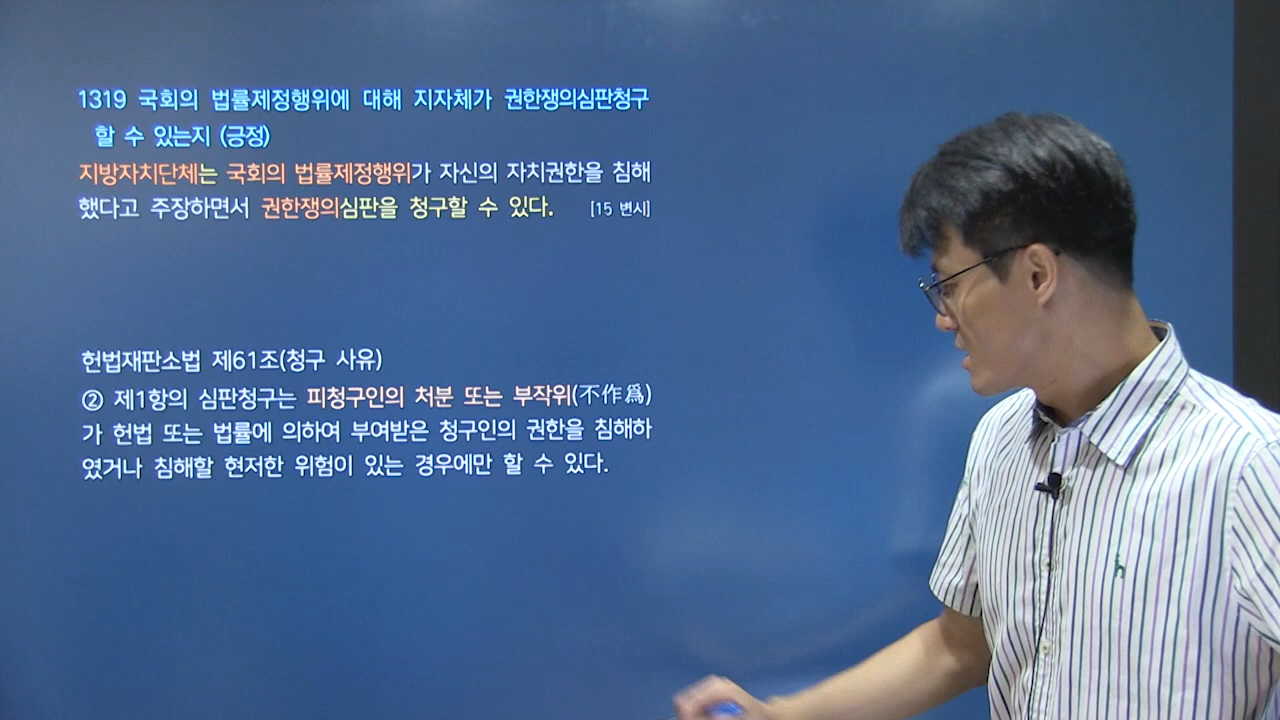 1319 국회의 법률제정행위에 대해 지자체가 권한쟁의심판청구
할 수 있는지 (긍정)
지방자치단체는 국회의 법률제정행위가 자신의 자치권한을 침해
했다고 주장하면서 권한쟁의심판을 청구할 수 있다. [15 변시]
헌법재판소법 제61조(청구 사유)
② 제1항의 심판청구는 피청구인의 처분 또는 부작위(不作爲)
가 헌법 또는 법률에 의하여 부여받은 청구인의 권한을 침해하
였거나 침해할 현저한 위험이 있는 경우에만 할 수 있다.